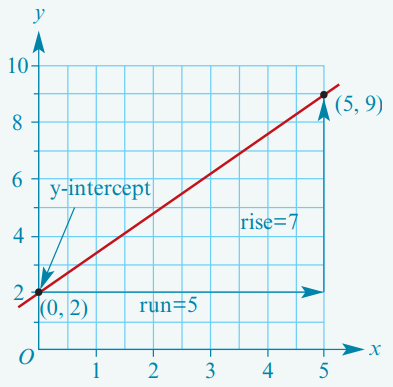 y
10
(5, 9)
8
6
y-intercept
rise=7
4
2
(0, 2)
run=5
O
x
1
2
3
4
5